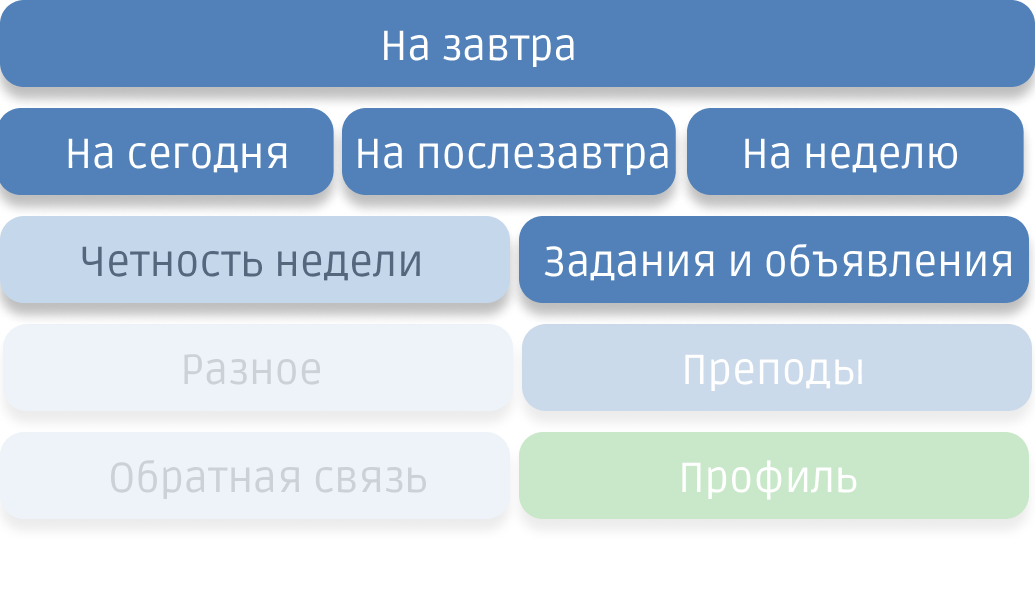 На завтра
На сегодня На послезавтра На неделю
Четность недели Задания и объявления
Разное Преподы
Обратная связь Профиль